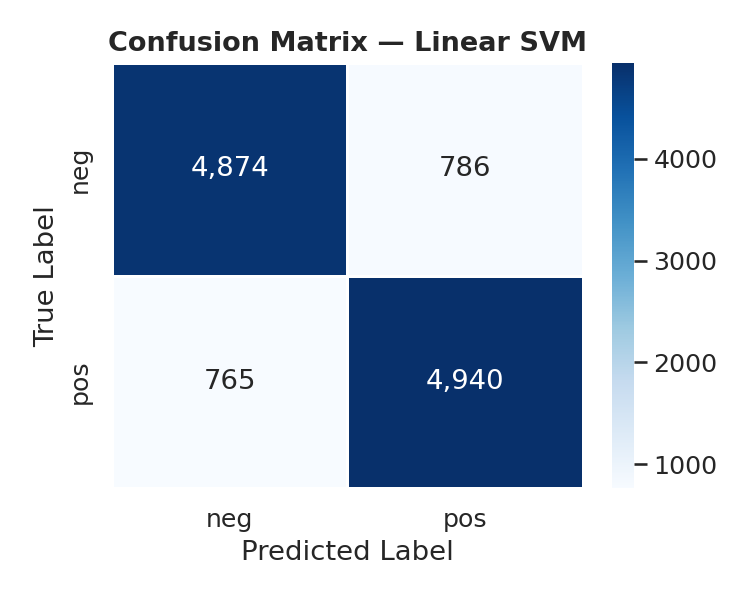 Confusion Matrix — Linear SVM
True Label
neg
4,874
786
pos
765
4,940
neg
pos
Predicted Label
4000
3000
2000
1000